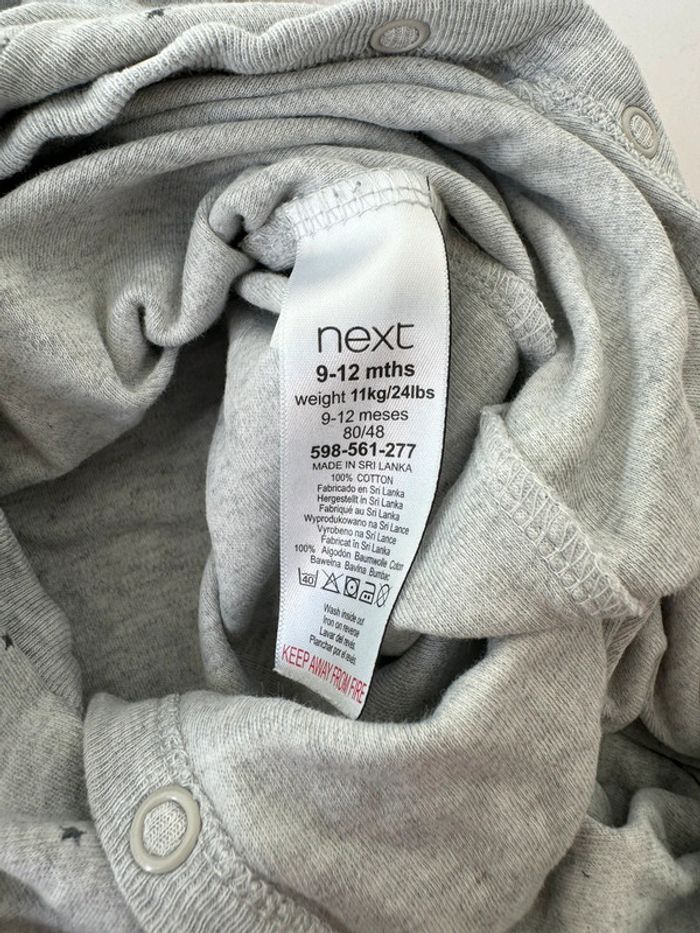 next
9-12 mths
weight 11kg/24lbs
9-12 meses
80/48
598-561-277
MADE IN SRI LANKA
100% COTTON
Fabricado en Sri Lanka
Hergestellt in Sri Lanka
Fabriqué au Sri Lanka
Wyprodukowano na Sri Lance
Vyrobeno na Srí Lance
Fabricat în Sri Lanka
100% Algodón Baumwolle Coton
Bawełna Bavlna Bumbac
40
Wash inside out
Iron on reverse
Lavar del revés.
Planchar por el revés.
KEEP AWAY FROM FIRE